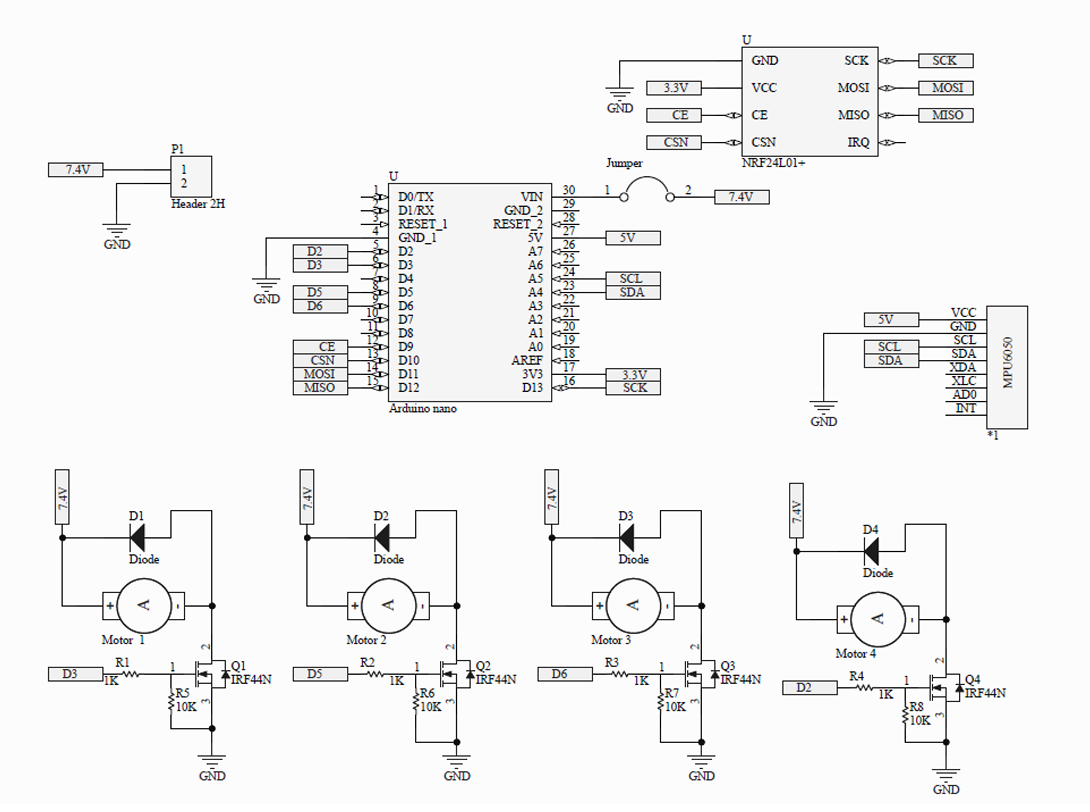 U
GND SCK SCK
3.3V VCC MOSI MOSI
GND
CE CE MISO MISO
CSN CSN IRQ
NRF24L01+
P1
7.4V 1
2
Header 2H
GND
Jumper
U
1 D0/TX VIN 30 1 2 7.4V
2 D1/RX GND_2 29
3 RESET_1 RESET_2 28
4 GND_1 5V 27 5V
D2 5 D2 A7 26
D3 6 D3 A6 25
7 D4 A5 24 SCL
D5 8 D5 A4 23 SDA
D6 9 D6 A3 22
10 D7 A2 21
11 D8 A1 20
CE 12 D9 A0 19
CSN 13 D10 AREF 18
MOSI 14 D11 3V3 17 3.3V
MISO 15 D12 D13 16 SCK
GND
Arduino nano
VCC
5V
GND
SCL SCL
SDA SDA
XDA
XLC
AD0
INT
MPU6050
GND
*1
7.4V
D1
Diode
+ A -
Motor 1
2
D3 R1 1 Q1
1K IRF44N
R5 3
10K
GND
7.4V
D2
Diode
+ A -
Motor 2
2
D5 R2 1 Q2
1K IRF44N
R6 3
10K
GND
7.4V
D3
Diode
+ A -
Motor 3
2
D6 R3 1 Q3
1K IRF44N
R7 3
10K
GND
7.4V
D4
Diode
+ A -
Motor 4
2
D2 R4 1 Q4
1K IRF44N
R8 3
10K
GND